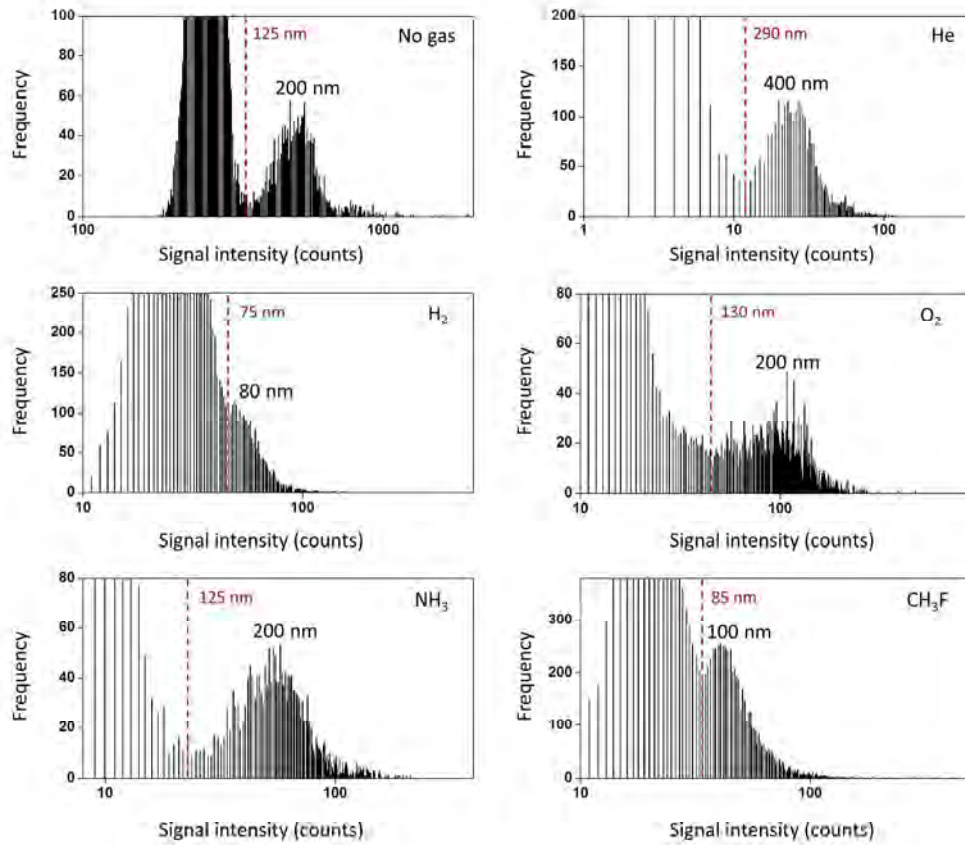 100
80
60
40
20
0
Frequency
125 nm
No gas
200 nm
100
1000
Signal intensity (counts)
200
150
100
50
0
Frequency
290 nm
He
400 nm
1
10
100
Signal intensity (counts)
250
200
150
100
50
0
Frequency
75 nm
H₂
80 nm
10
100
Signal intensity (counts)
80
60
40
20
0
Frequency
130 nm
O₂
200 nm
10
100
Signal intensity (counts)
80
60
40
20
0
Frequency
125 nm
NH₃
200 nm
10
100
Signal intensity (counts)
300
200
100
0
Frequency
85 nm
CH₃F
100 nm
10
100
Signal intensity (counts)